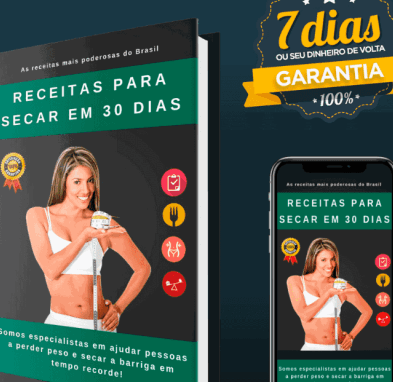 As receitas mais poderosas do Brasil
RECEITAS PARA
SECAR EM 30 DIAS
Somos especialistas em ajudar pessoas
a perder peso e secar a barriga em
tempo recorde!
7 dias
OU SEU DINHEIRO DE VOLTA
GARANTIA
100%
As receitas mais poderosas do Brasil
RECEITAS PARA
SECAR EM 30 DIAS
Somos especialistas em ajudar pessoas
a perder peso e secar a barriga em